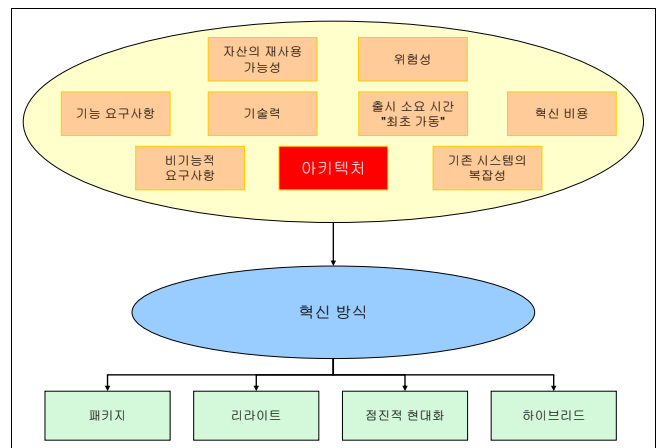 자산의 재사용
가능성
위험성
기능 요구사항
기술력
출시 소요 시간
"최초 가동"
혁신 비용
비기능적
요구사항
아키텍처
기존 시스템의
복잡성
혁신 방식
패키지
리라이트
점진적 현대화
하이브리드